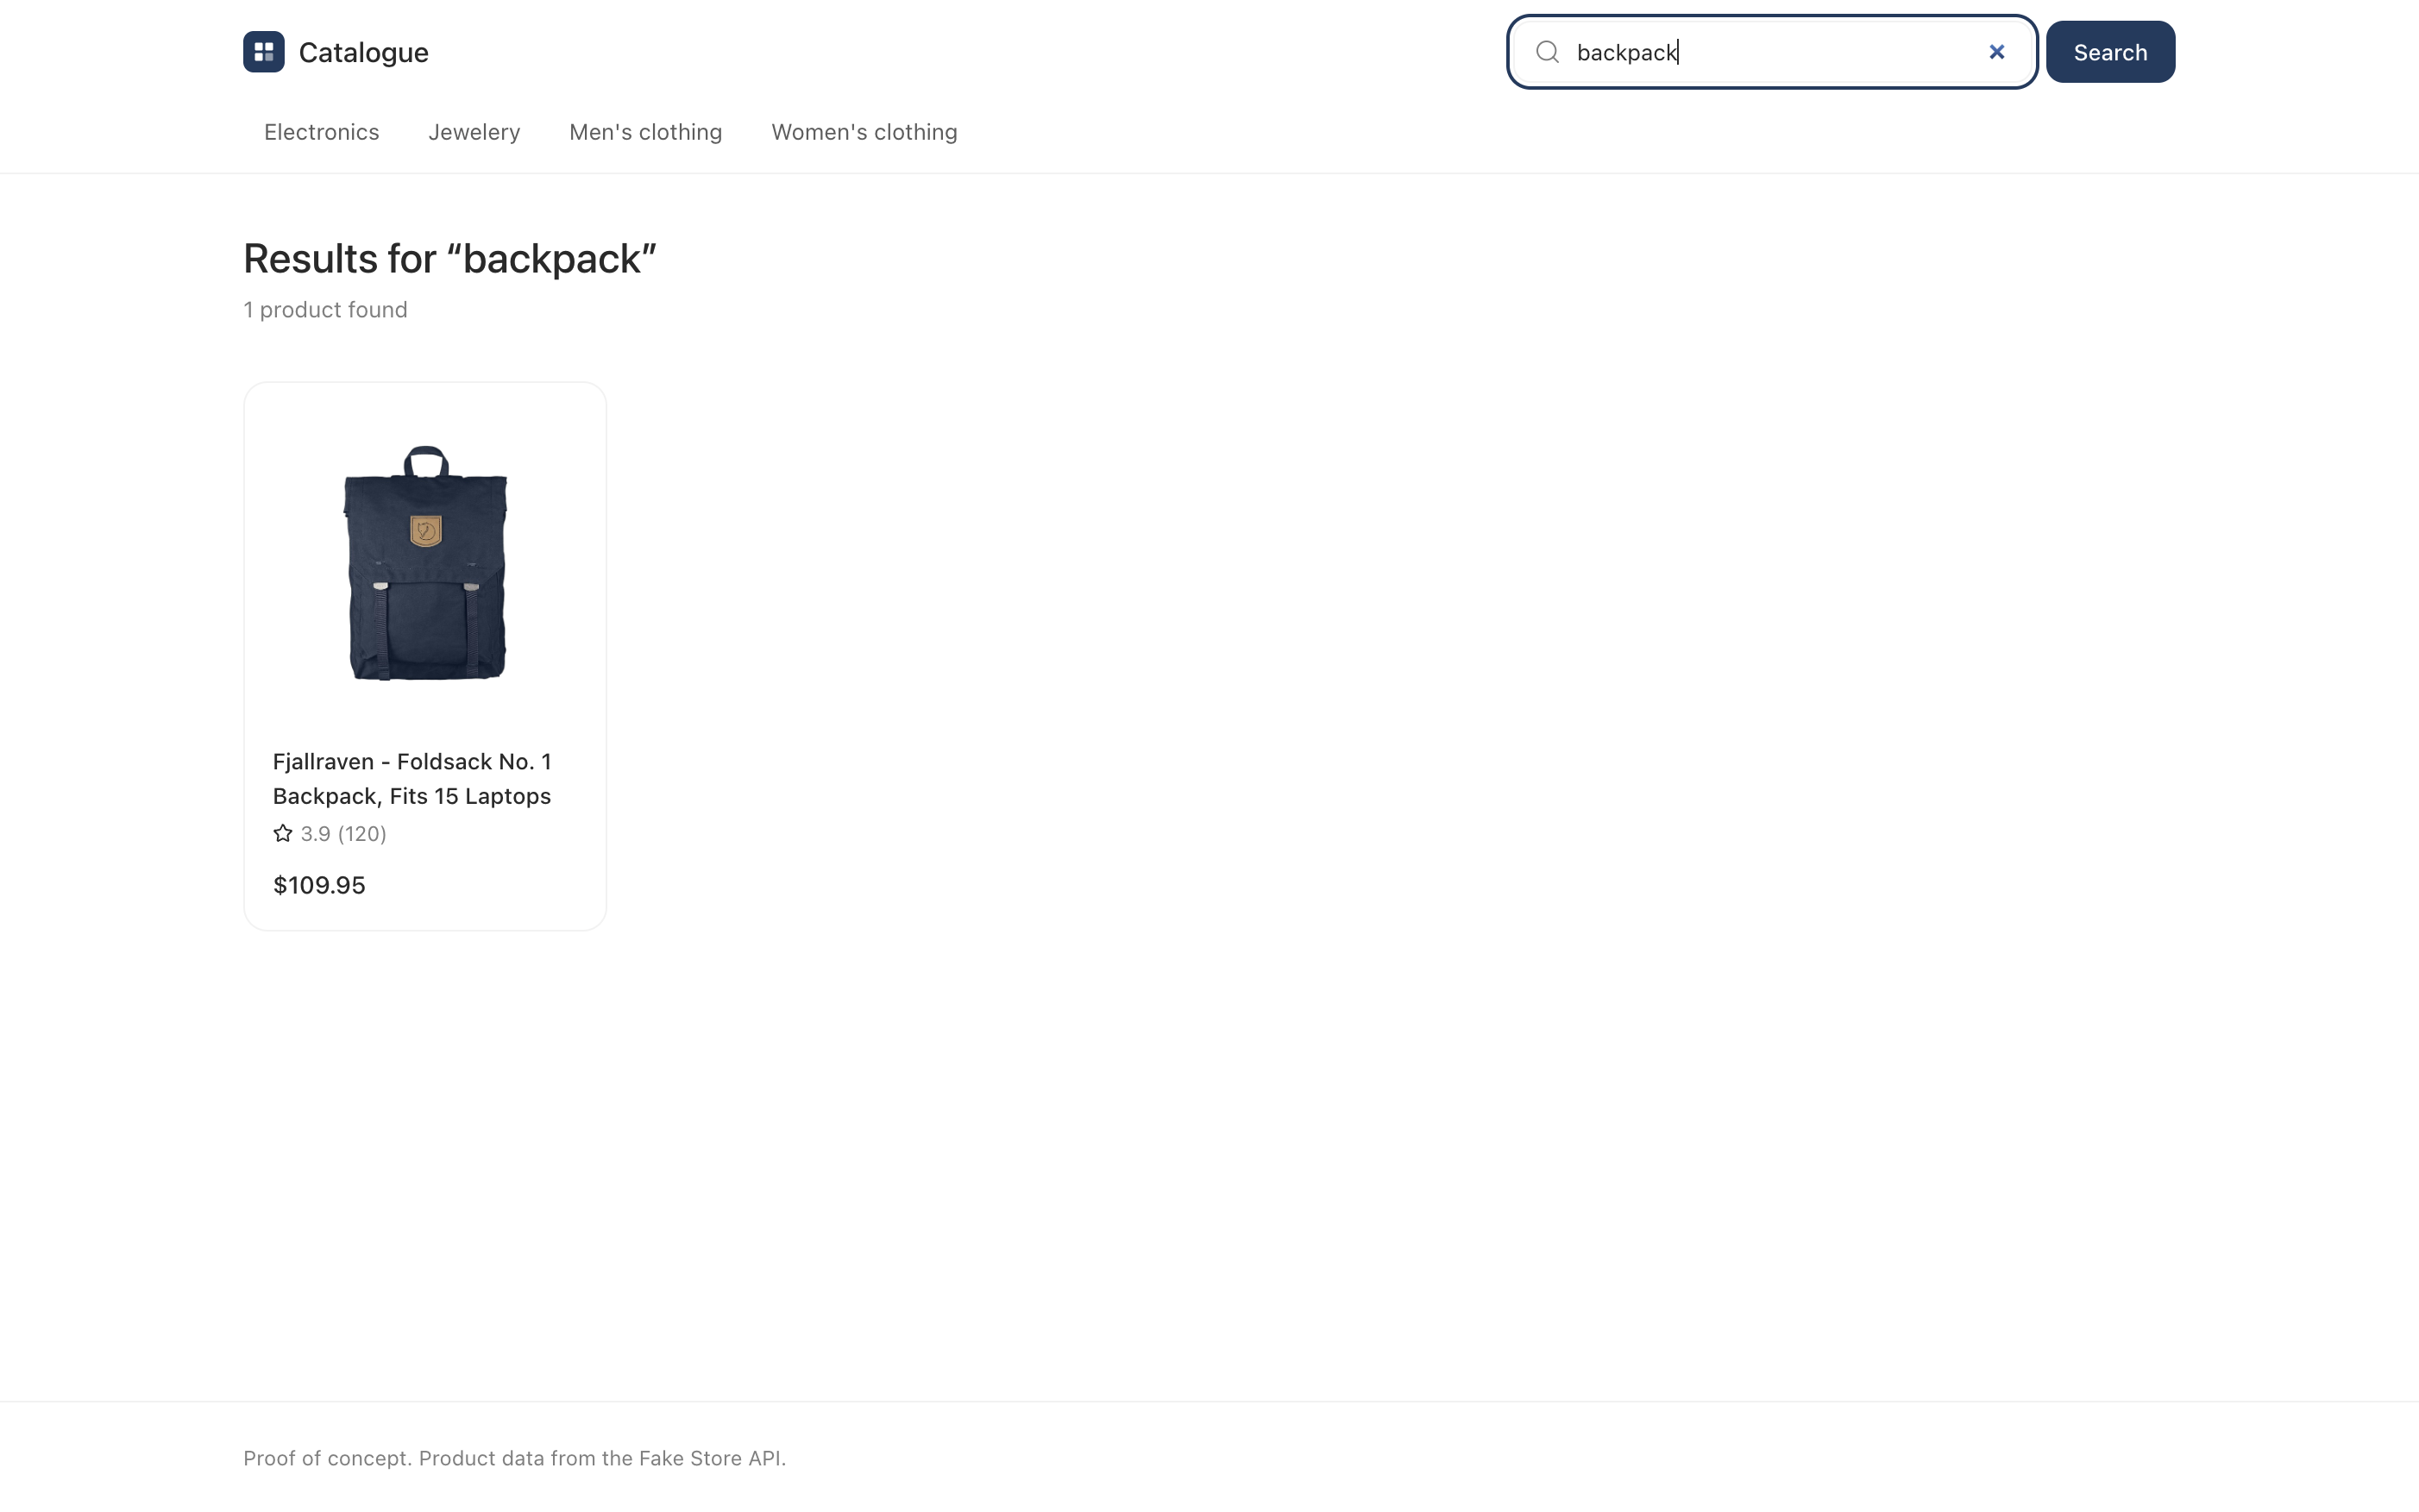 Catalogue
backpack
Search
Electronics
Jewelery
Men's clothing
Women's clothing
Results for “backpack”
1 product found
Fjallraven - Foldsack No. 1
Backpack, Fits 15 Laptops
3.9 (120)
$109.95
Proof of concept. Product data from the Fake Store API.